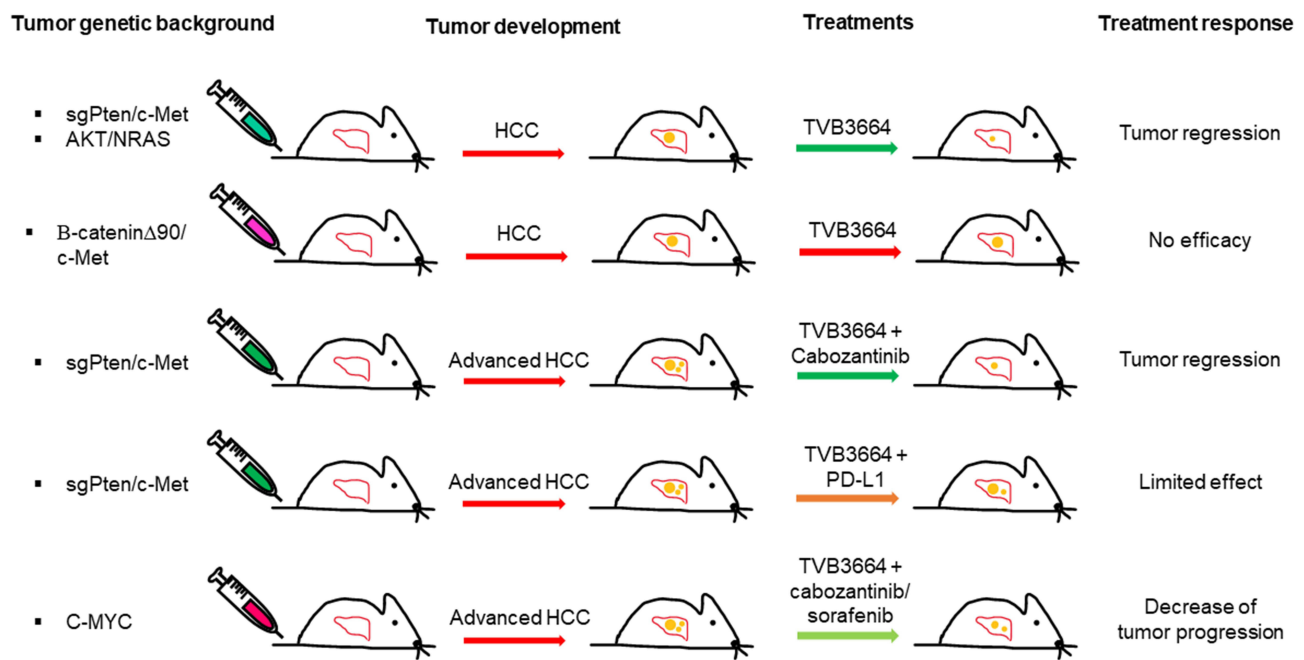 Tumor genetic background
Tumor development
Treatments
Treatment response
▪ sgPten/c-Met
▪ AKT/NRAS
HCC
TVB3664
Tumor regression
▪ Β-cateninΔ90/
c-Met
HCC
TVB3664
No efficacy
▪ sgPten/c-Met
Advanced HCC
TVB3664 +
Cabozantinib
Tumor regression
▪ sgPten/c-Met
Advanced HCC
TVB3664 +
PD-L1
Limited effect
▪ C-MYC
Advanced HCC
TVB3664 +
cabozantinib/
sorafenib
Decrease of
tumor progression